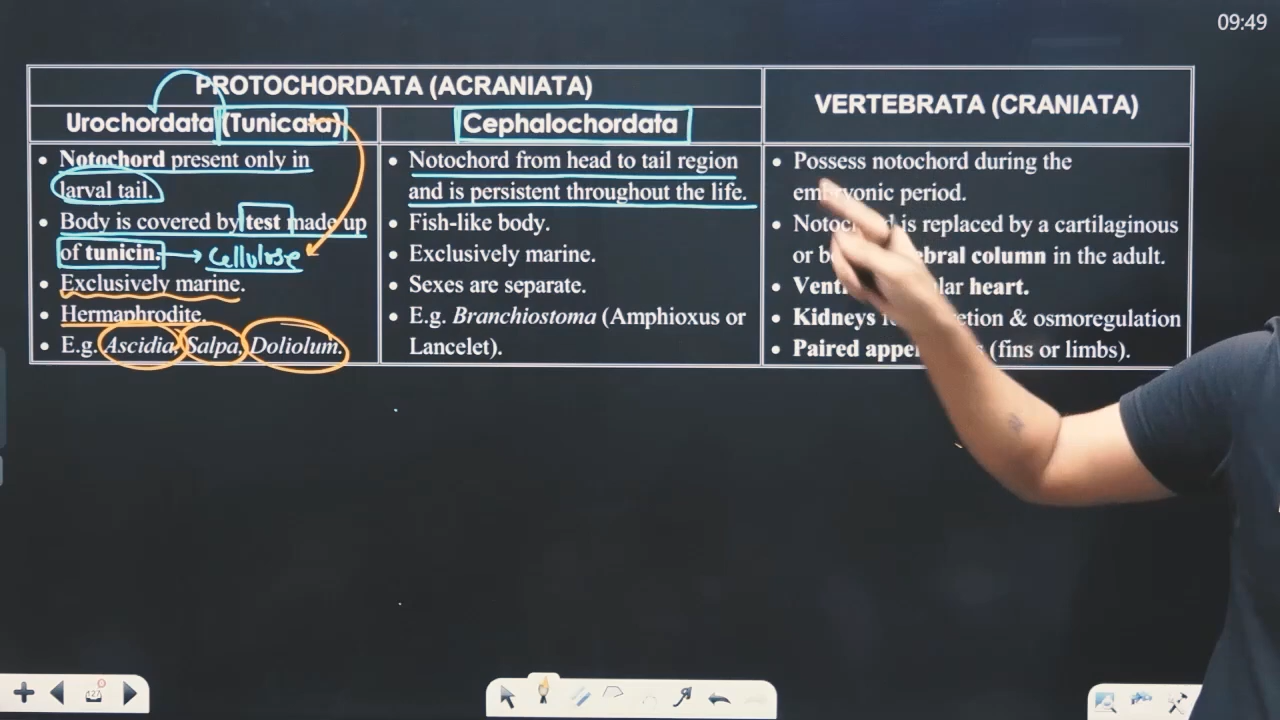 09:49
PROTOCHORDATA (ACRANIATA)
VERTEBRATA (CRANIATA)
Urochordata (Tunicata)
Cephalochordata
• Notochord present only in
larval tail.
• Body is covered by test made up
of tunicin. → Cellulose
• Exclusively marine.
• Hermaphrodite.
• E.g. Ascidia, Salpa, Doliolum.
• Notochord from head to tail region
and is persistent throughout the life.
• Fish-like body.
• Exclusively marine.
• Sexes are separate.
• E.g. Branchiostoma (Amphioxus or
Lancelet).
• Possess notochord during the
embryonic period.
• is replaced by a cartilaginous
or column in the adult.
• heart.
• Kidneys & osmoregulation
• Paired (fins or limbs).
127